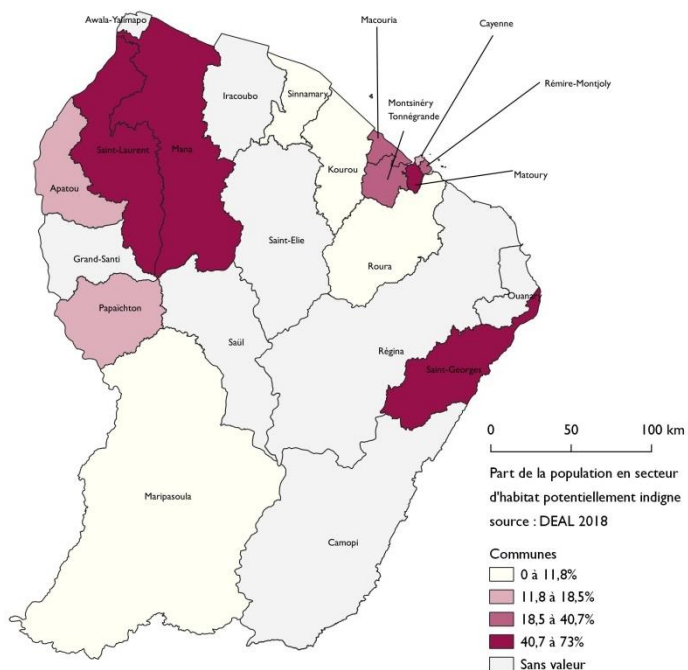 Awala-Yalimapo
Macouria
Cayenne
Iracoubo
Sinnamary
Montsinéry
Tonnégrande
Rémire-Montjoly
Saint-Laurent
Mana
Kourou
Matoury
Apatou
Saint-Elie
Roura
Grand-Santi
Papaïchton
Ouanary
Saül
Régina
Saint-Georges
0 50 100 km
Maripasoula
Camopi
Part de la population en secteur
d'habitat potentiellement indigne
source : DEAL 2018
Communes
0 à 11,8%
11,8 à 18,5%
18,5 à 40,7%
40,7 à 73%
Sans valeur